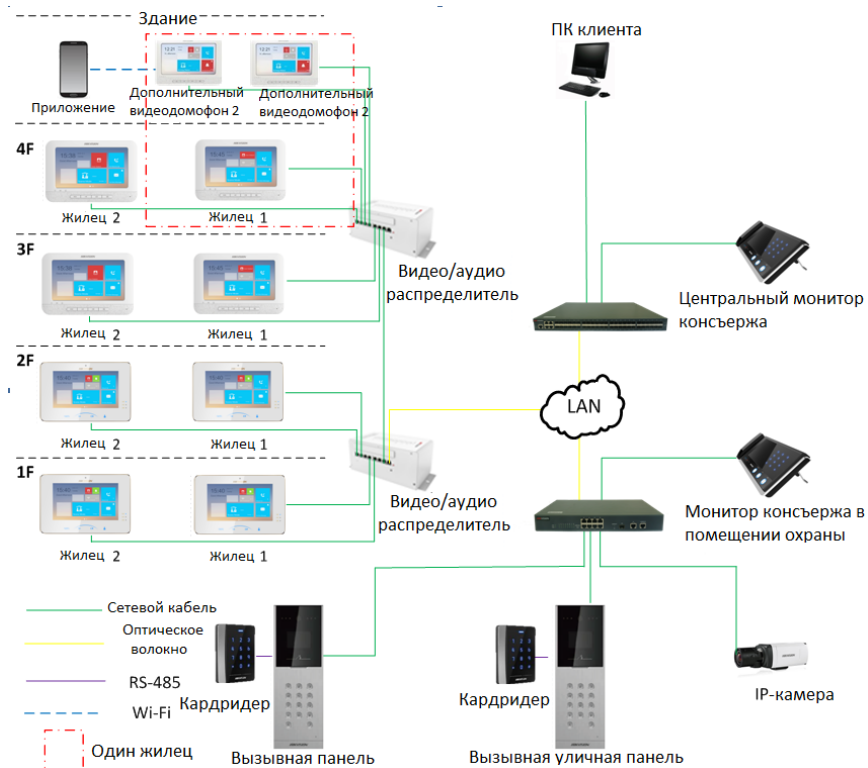 Здание
ПК клиента
Приложение
Дополнительный
видеодомофон 2
Дополнительный
видеодомофон 2
4F
Жилец 2
Жилец 1
Видео/аудио
распределитель
3F
Жилец 2
Жилец 1
Центральный монитор
консъержа
2F
Жилец 2
Жилец 1
LAN
1F
Видео/аудио
распределитель
Жилец 2
Жилец 1
Монитор консъержа в
помещении охраны
Сетевой кабель
Оптическое
волокно
RS-485
Wi-Fi
Один жилец
Кардридер
Вызывная панель
Кардридер
Вызывная уличная панель
IP-камера